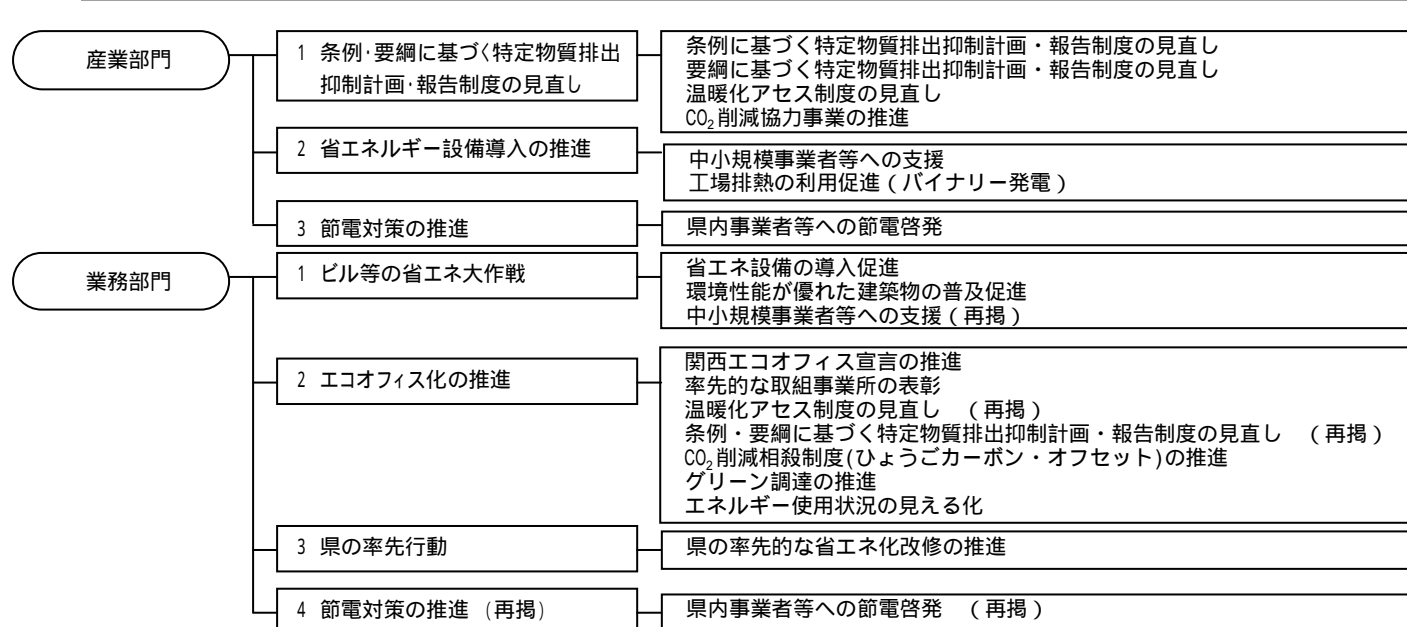 産業部門
1 条例･要綱に基づく特定物質排出
抑制計画･報告制度の見直し
条例に基づく特定物質排出抑制計画・報告制度の見直し
要綱に基づく特定物質排出抑制計画・報告制度の見直し
温暖化アセス制度の見直し
CO₂削減協力事業の推進
2 省エネルギー設備導入の推進
中小規模事業者等への支援
工場排熱の利用促進（バイナリー発電）
3 節電対策の推進
県内事業者等への節電啓発
業務部門
1 ビル等の省エネ大作戦
省エネ設備の導入促進
環境性能が優れた建築物の普及促進
中小規模事業者等への支援（再掲）
2 エコオフィス化の推進
関西エコオフィス宣言の推進
率先的な取組事業所の表彰
温暖化アセス制度の見直し　（再掲）
条例・要綱に基づく特定物質排出抑制計画・報告制度の見直し　（再掲）
CO₂削減相殺制度(ひょうごカーボン・オフセット)の推進
グリーン調達の推進
エネルギー使用状況の見える化
3 県の率先行動
県の率先的な省エネ化改修の推進
4 節電対策の推進 (再掲)
県内事業者等への節電啓発　（再掲）